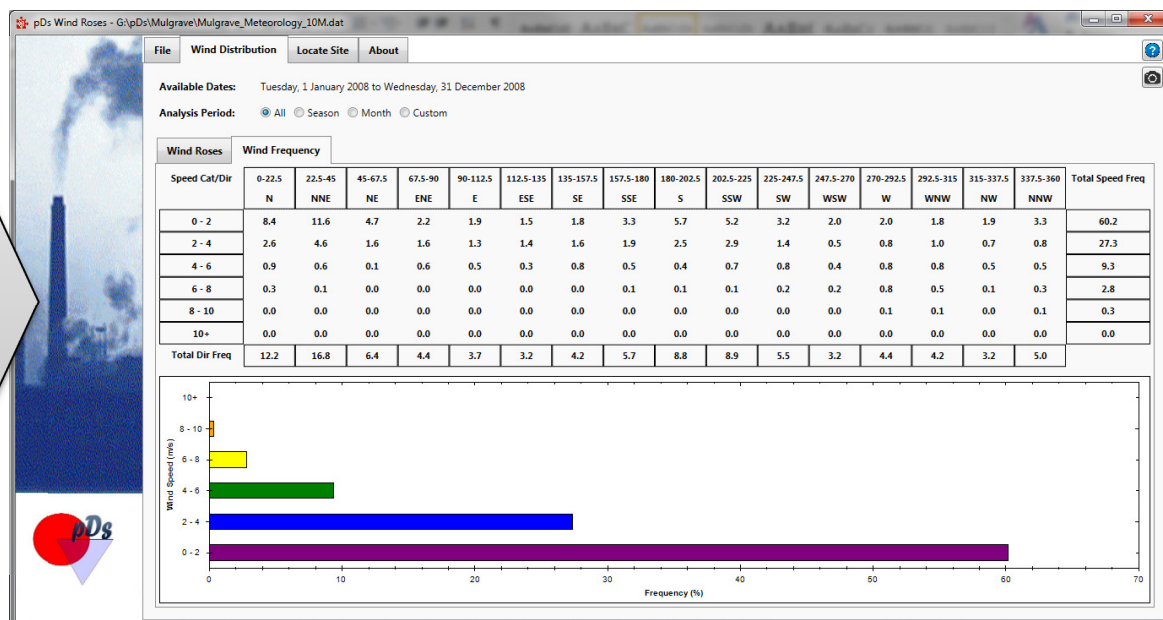 pDs Wind Roses - G:\pDs\Mulgrave\Mulgrave_Meteorology_10M.dat
File Wind Distribution Locate Site About
Available Dates: Tuesday, 1 January 2008 to Wednesday, 31 December 2008
Analysis Period: All Season Month Custom
Wind Roses Wind Frequency
Speed Cat/Dir 0-22.5 22.5-45 45-67.5 67.5-90 90-112.5 112.5-135 135-157.5 157.5-180 180-202.5 202.5-225 225-247.5 247.5-270 270-292.5 292.5-315 315-337.5 337.5-360 Total Speed Freq
N NNE NE ENE E ESE SE SSE S SSW SW WSW W WNW NW NNW
0 - 2 8.4 11.6 4.7 2.2 1.9 1.5 1.8 3.3 5.7 5.2 3.2 2.0 2.0 1.8 1.9 3.3 60.2
2 - 4 2.6 4.6 1.6 1.6 1.3 1.4 1.6 1.9 2.5 2.9 1.4 0.5 0.8 1.0 0.7 0.8 27.3
4 - 6 0.9 0.6 0.1 0.6 0.5 0.3 0.8 0.5 0.4 0.7 0.8 0.4 0.8 0.8 0.5 0.5 9.3
6 - 8 0.3 0.1 0.0 0.0 0.0 0.0 0.0 0.1 0.1 0.1 0.2 0.2 0.8 0.5 0.1 0.3 2.8
8 - 10 0.0 0.0 0.0 0.0 0.0 0.0 0.0 0.0 0.0 0.0 0.0 0.0 0.1 0.1 0.0 0.1 0.3
10+ 0.0 0.0 0.0 0.0 0.0 0.0 0.0 0.0 0.0 0.0 0.0 0.0 0.0 0.0 0.0 0.0 0.0
Total Dir Freq 12.2 16.8 6.4 4.4 3.7 3.2 4.2 5.7 8.8 8.9 5.5 3.2 4.4 4.2 3.2 5.0
10+
8 - 10
6 - 8
4 - 6
2 - 4
0 - 2
Wind Speed (m/s)
0 10 20 30 40 50 60 70
Frequency (%)
pDs